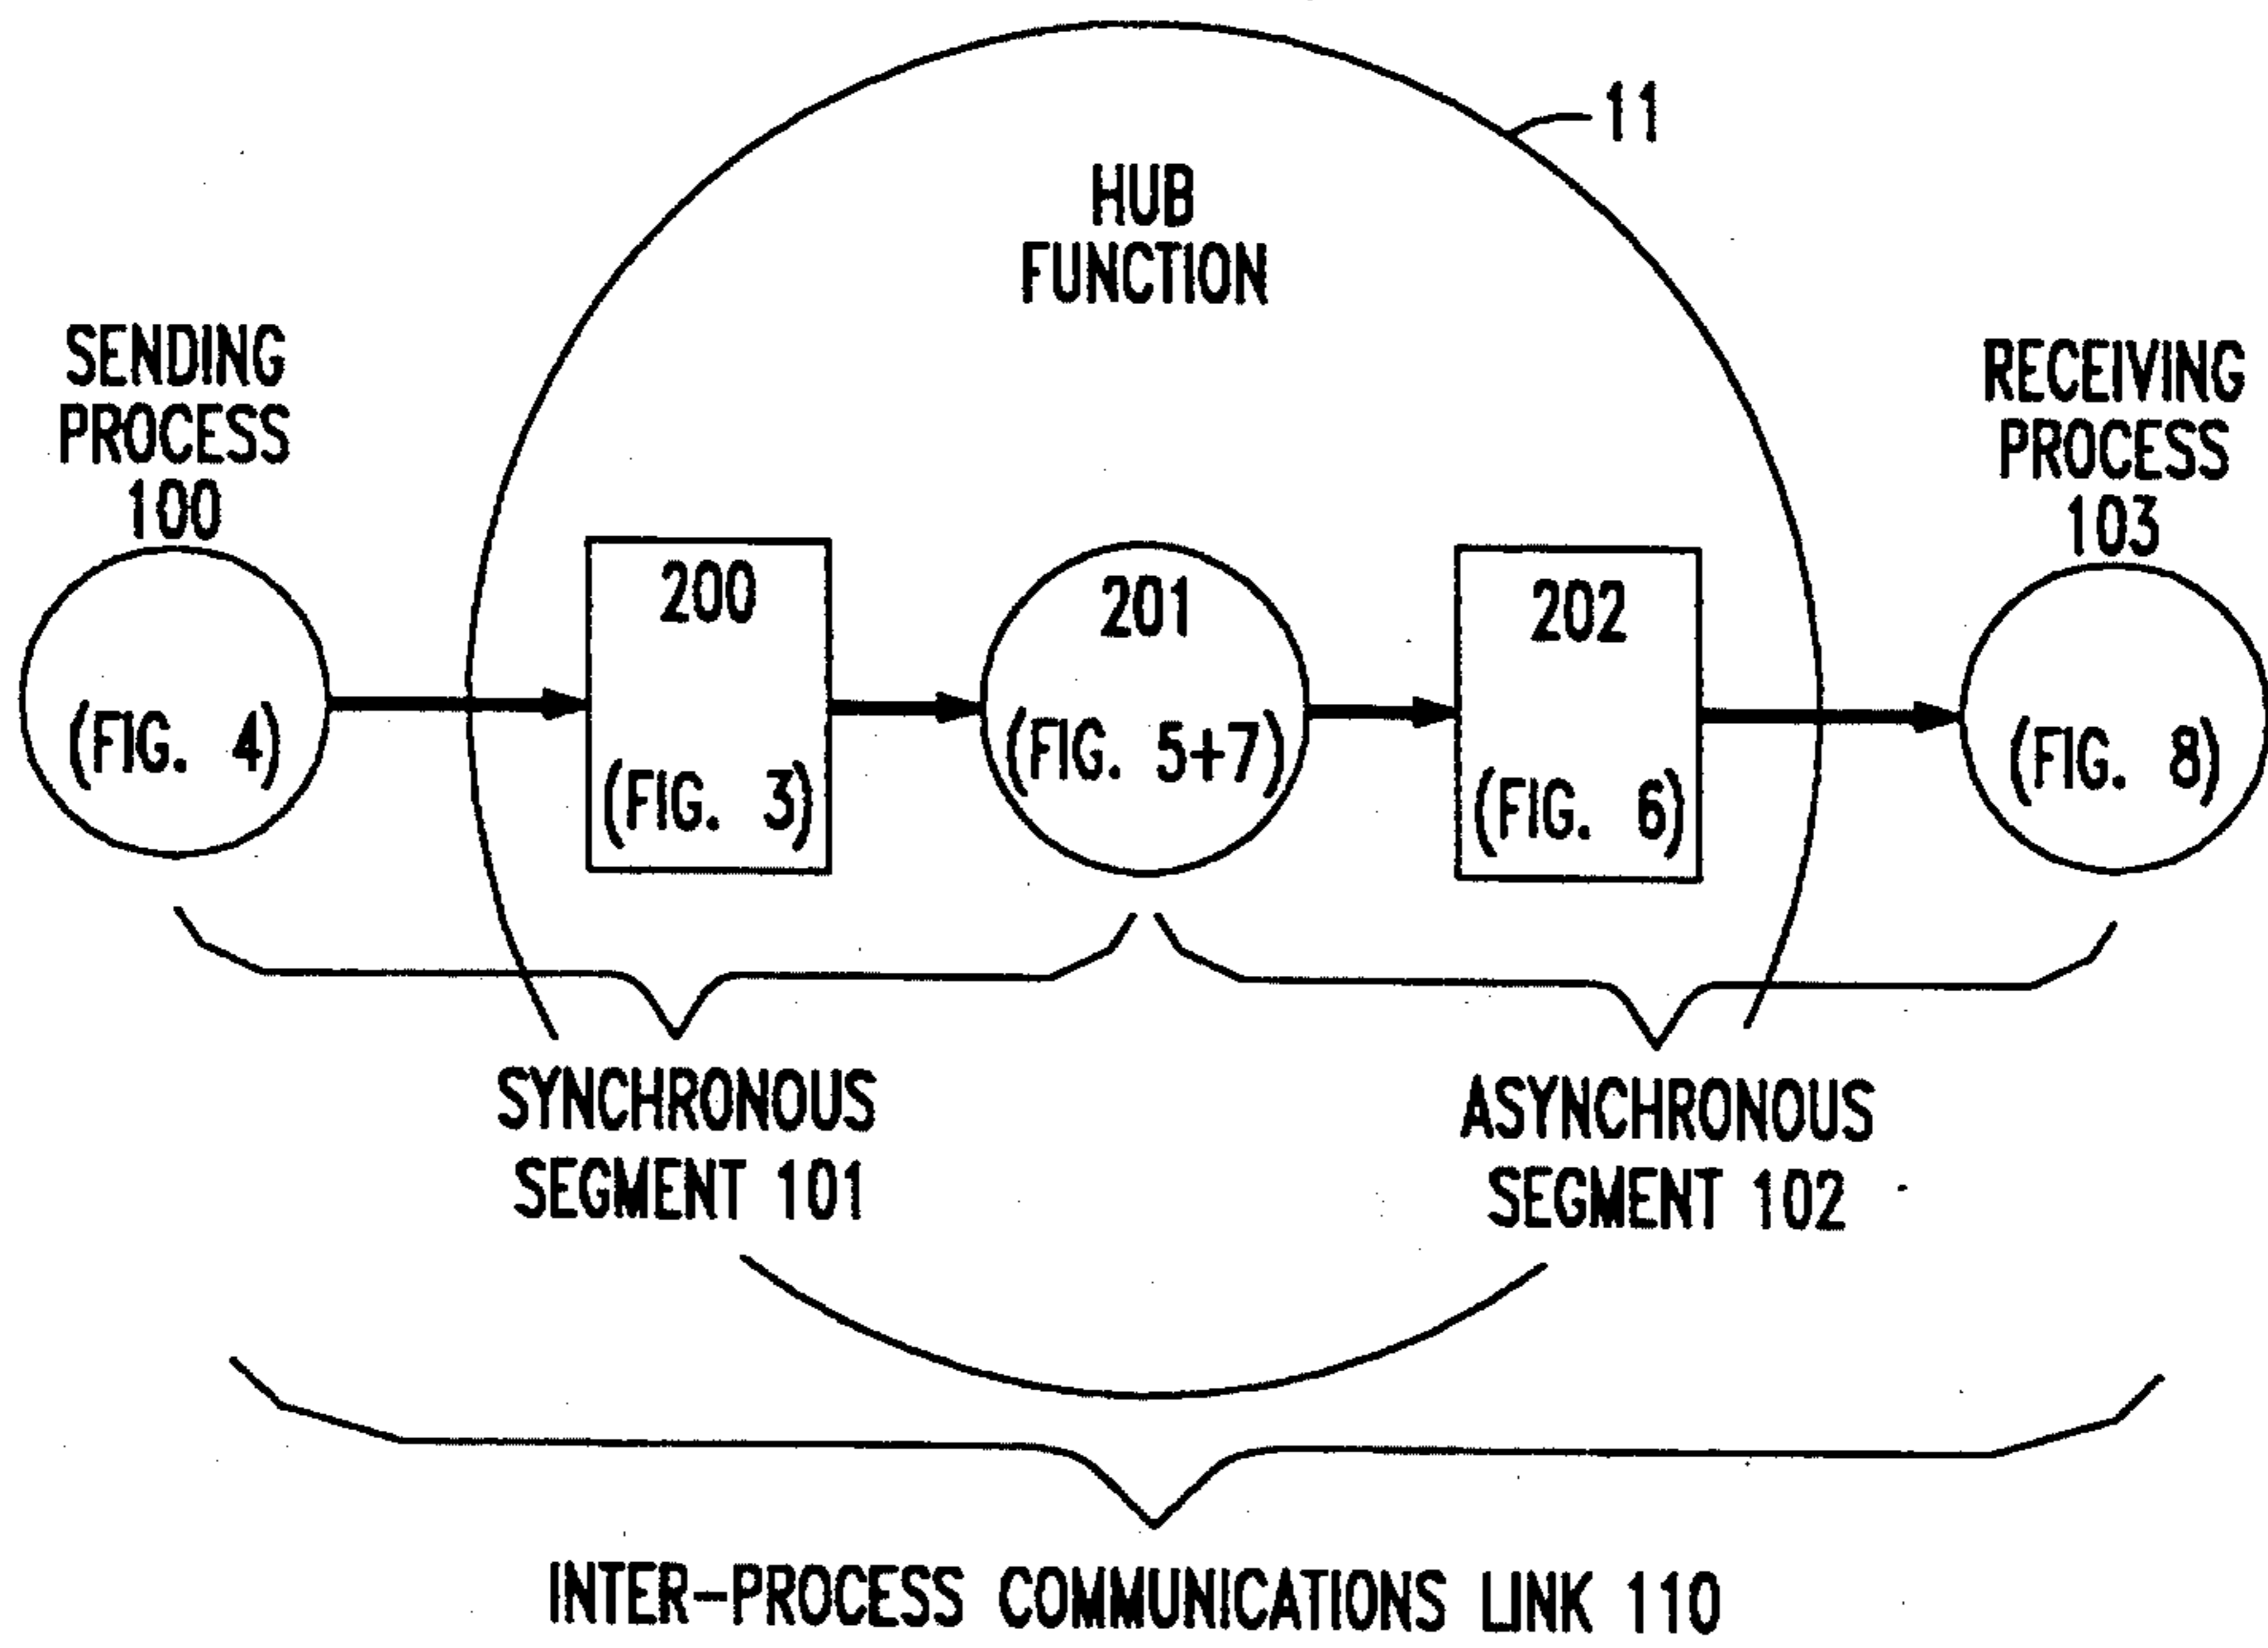 11
HUB
FUNCTION
SENDING
PROCESS
100
RECEIVING
PROCESS
103
200
201
202
(FIG. 4)
(FIG. 3)
(FIG. 5+7)
(FIG. 6)
(FIG. 8)
SYNCHRONOUS
SEGMENT 101
ASYNCHRONOUS
SEGMENT 102
INTER-PROCESS COMMUNICATIONS LINK 110